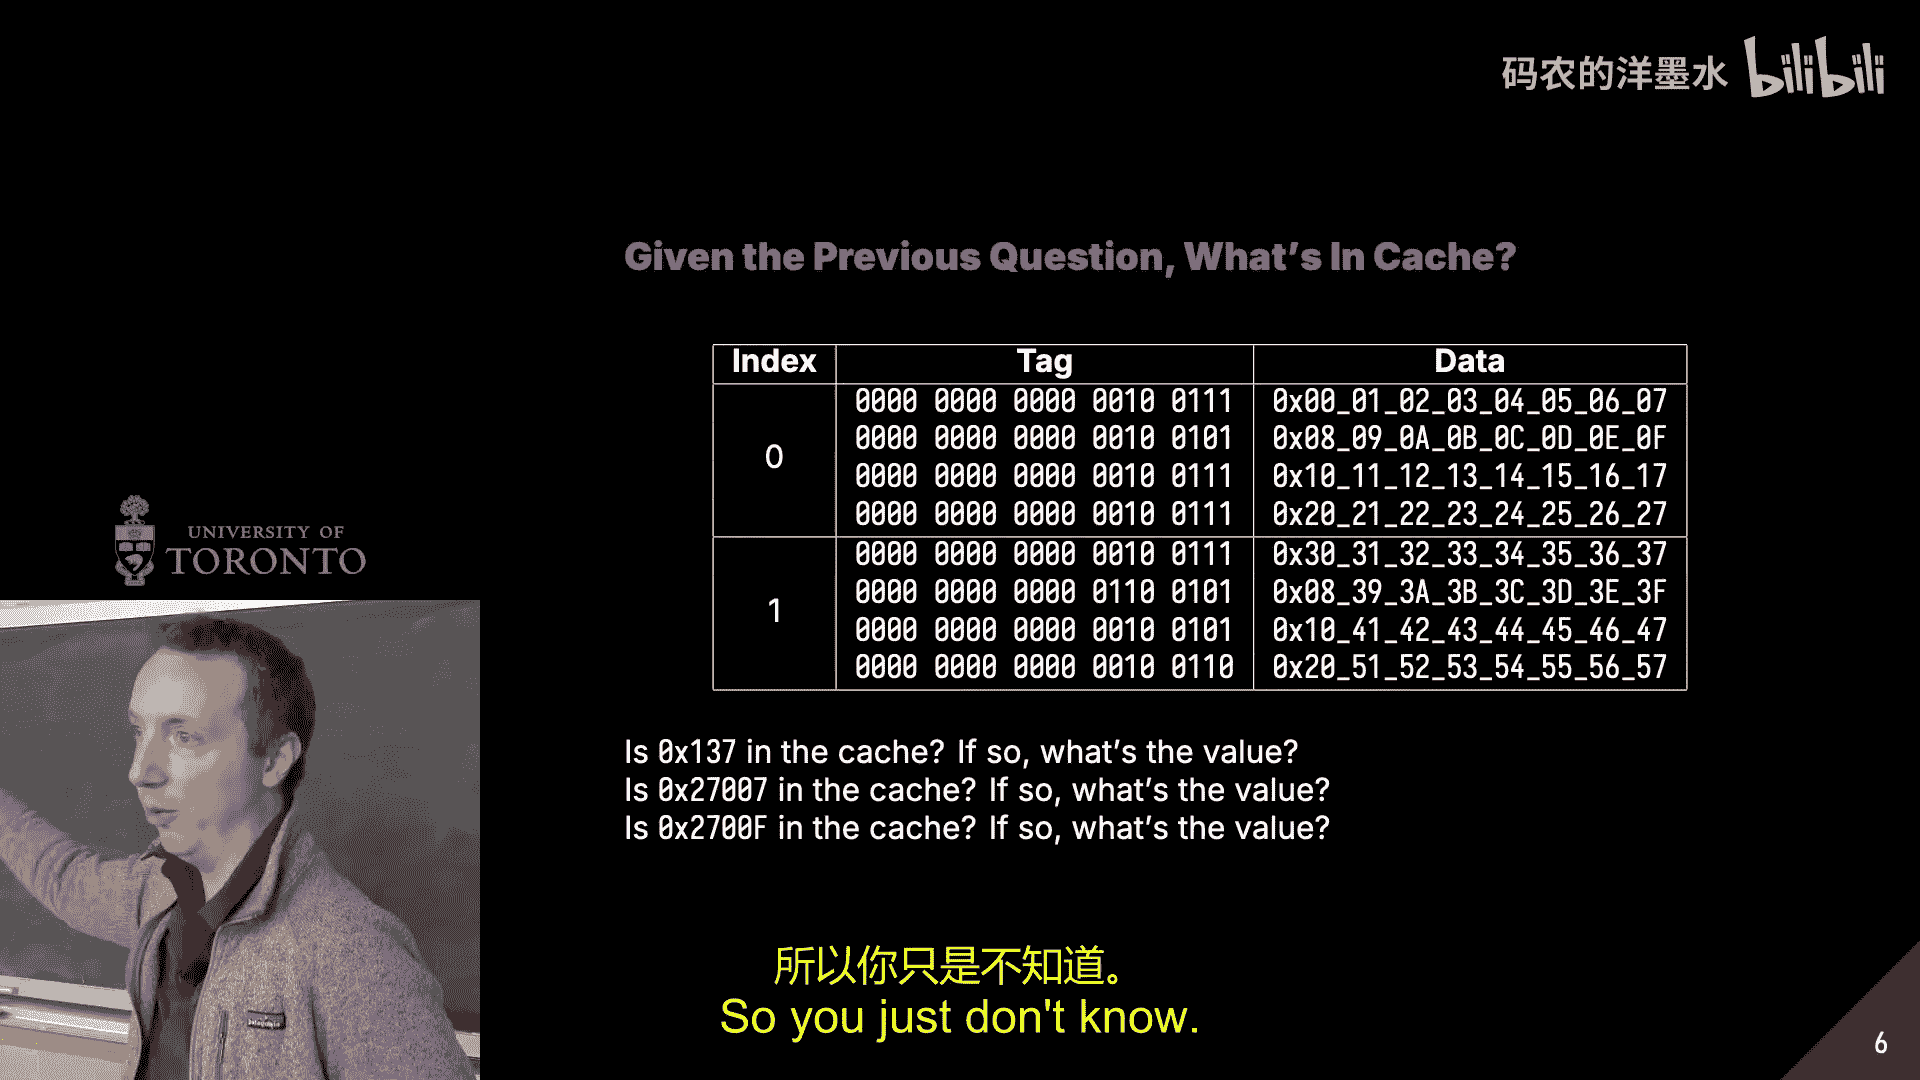 码农的洋墨水 bilibili
Given the Previous Question, What's In Cache?
Index Tag Data
0
0000 0000 0000 0010 0111 0x00_01_02_03_04_05_06_07
0000 0000 0000 0010 0101 0x08_09_0A_0B_0C_0D_0E_0F
0000 0000 0000 0010 0111 0x10_11_12_13_14_15_16_17
0000 0000 0000 0010 0111 0x20_21_22_23_24_25_26_27
1
0000 0000 0000 0010 0111 0x30_31_32_33_34_35_36_37
0000 0000 0000 0110 0101 0x08_39_3A_3B_3C_3D_3E_3F
0000 0000 0000 0010 0101 0x10_41_42_43_44_45_46_47
0000 0000 0000 0010 0110 0x20_51_52_53_54_55_56_57
UNIVERSITY OF
TORONTO
Is 0x137 in the cache? If so, what's the value?
Is 0x27007 in the cache? If so, what's the value?
Is 0x2700F in the cache? If so, what's the value?
所以你只是不知道。
So you just don't know.
patagonia
6